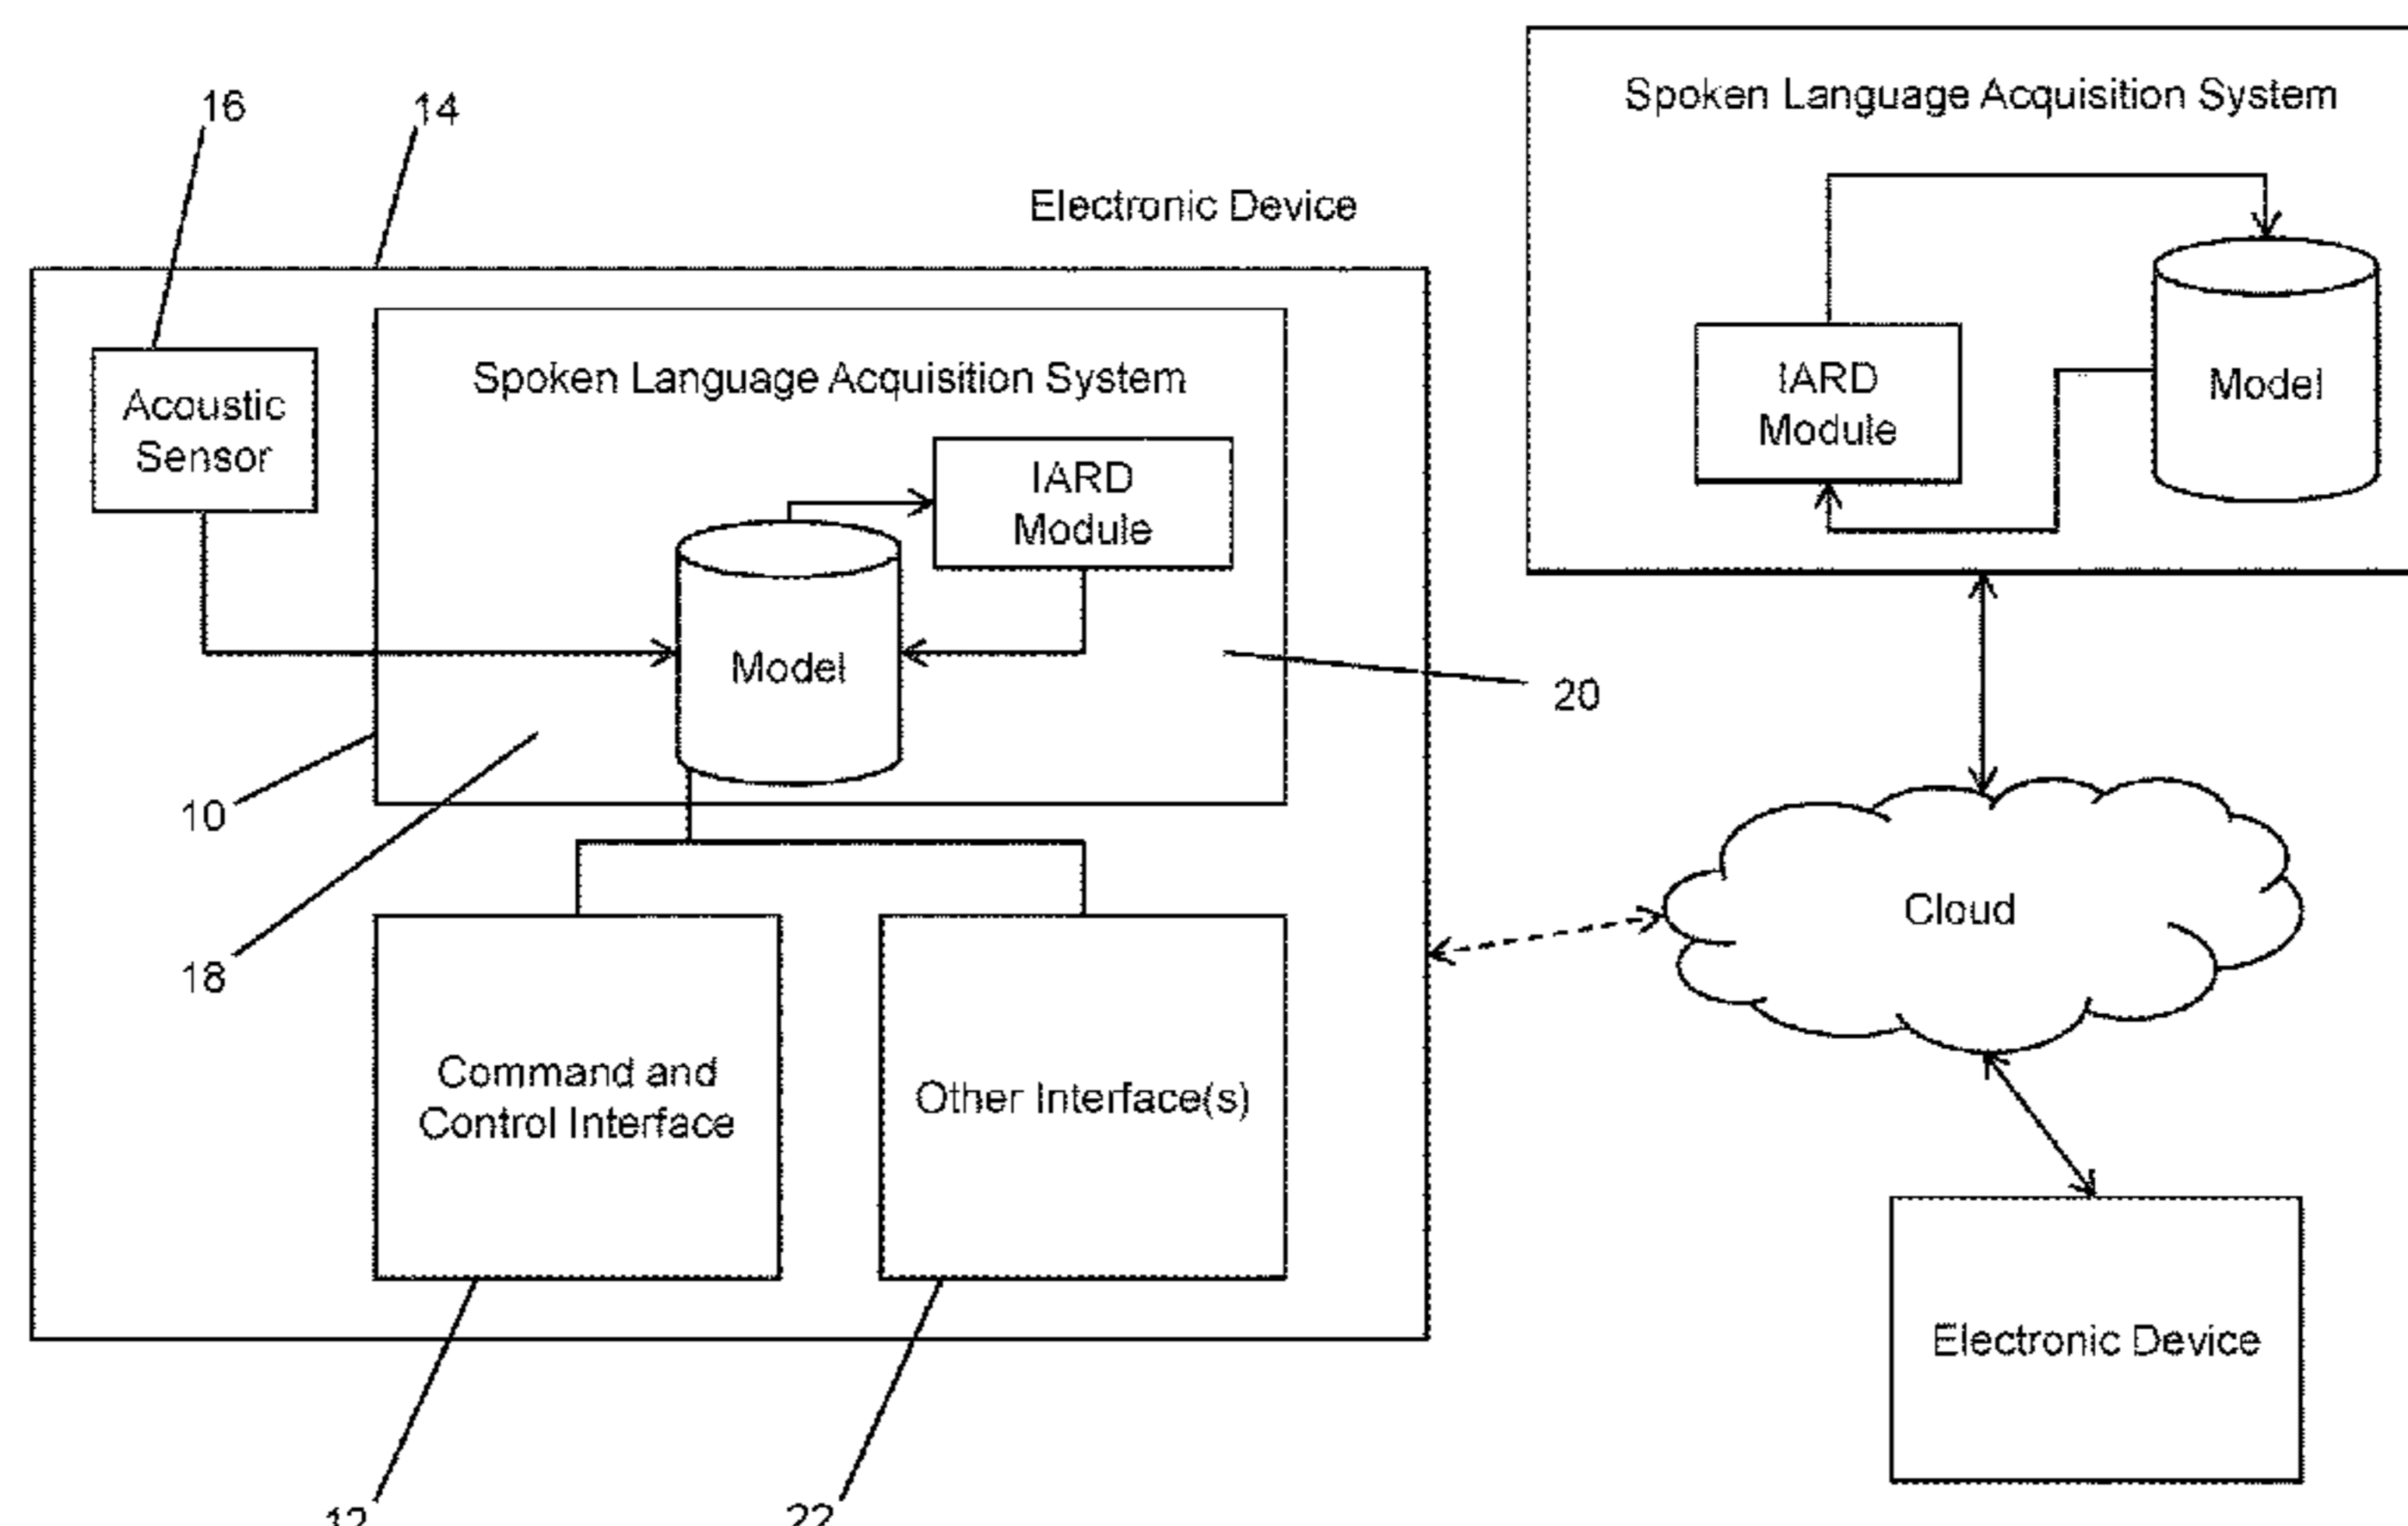 16
14
Electronic Device
Spoken Language Acquisition System
IARD
Module
Model
Acoustic
Sensor
Spoken Language Acquisition System
IARD
Module
Model
20
10
18
Cloud
Command and
Control Interface
Other Interface(s)
Electronic Device
12
22